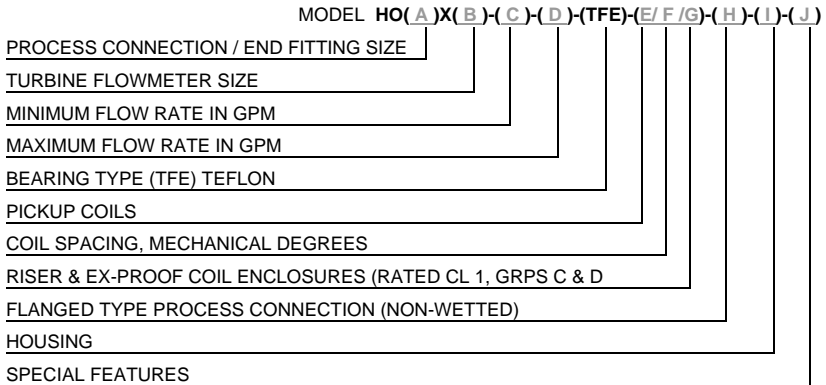 MODEL HO( A )X( B )-( C )-( D )-(TFE)-(E/ F /G)-( H )-( I )-( J )
PROCESS CONNECTION / END FITTING SIZE
TURBINE FLOWMETER SIZE
MINIMUM FLOW RATE IN GPM
MAXIMUM FLOW RATE IN GPM
BEARING TYPE (TFE) TEFLON
PICKUP COILS
COIL SPACING, MECHANICAL DEGREES
RISER & EX-PROOF COIL ENCLOSURES (RATED CL 1, GRPS C & D
FLANGED TYPE PROCESS CONNECTION (NON-WETTED)
HOUSING
SPECIAL FEATURES